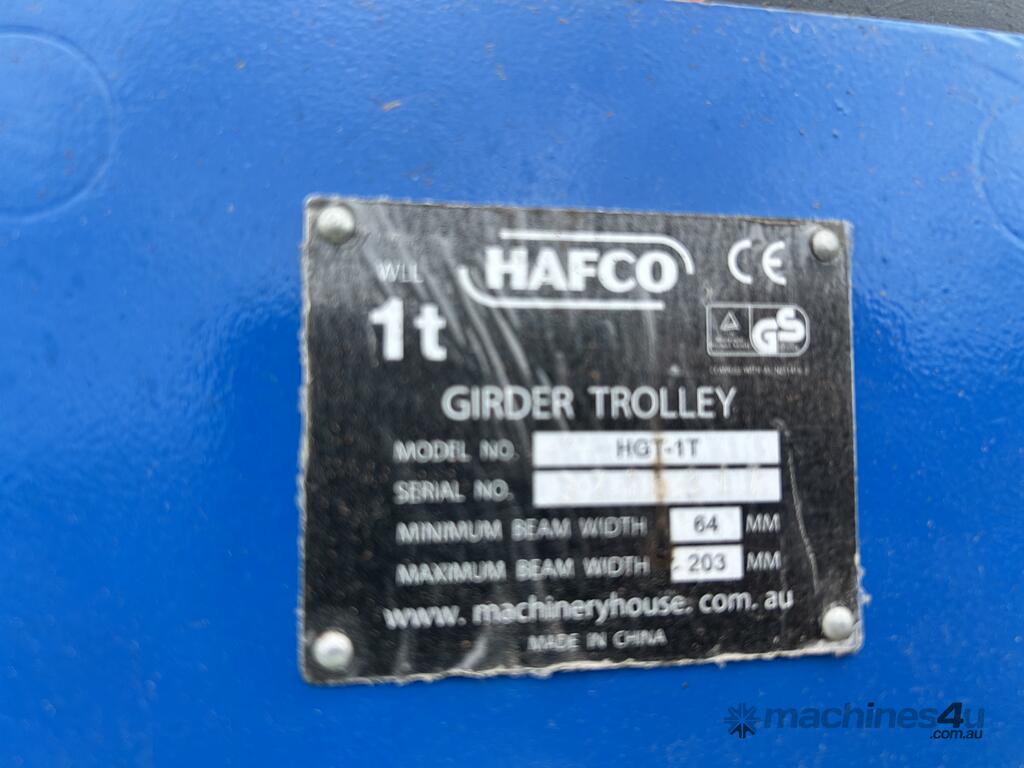 HAFCO
CE
WLL
1t
GS
GIRDER TROLLEY
MODEL NO. HGT-1T
SERIAL NO.
MINIMUM BEAM WIDTH 64 MM
MAXIMUM BEAM WIDTH 203 MM
www.machineryhouse.com.au
MADE IN CHINA
machines4u
.com.au